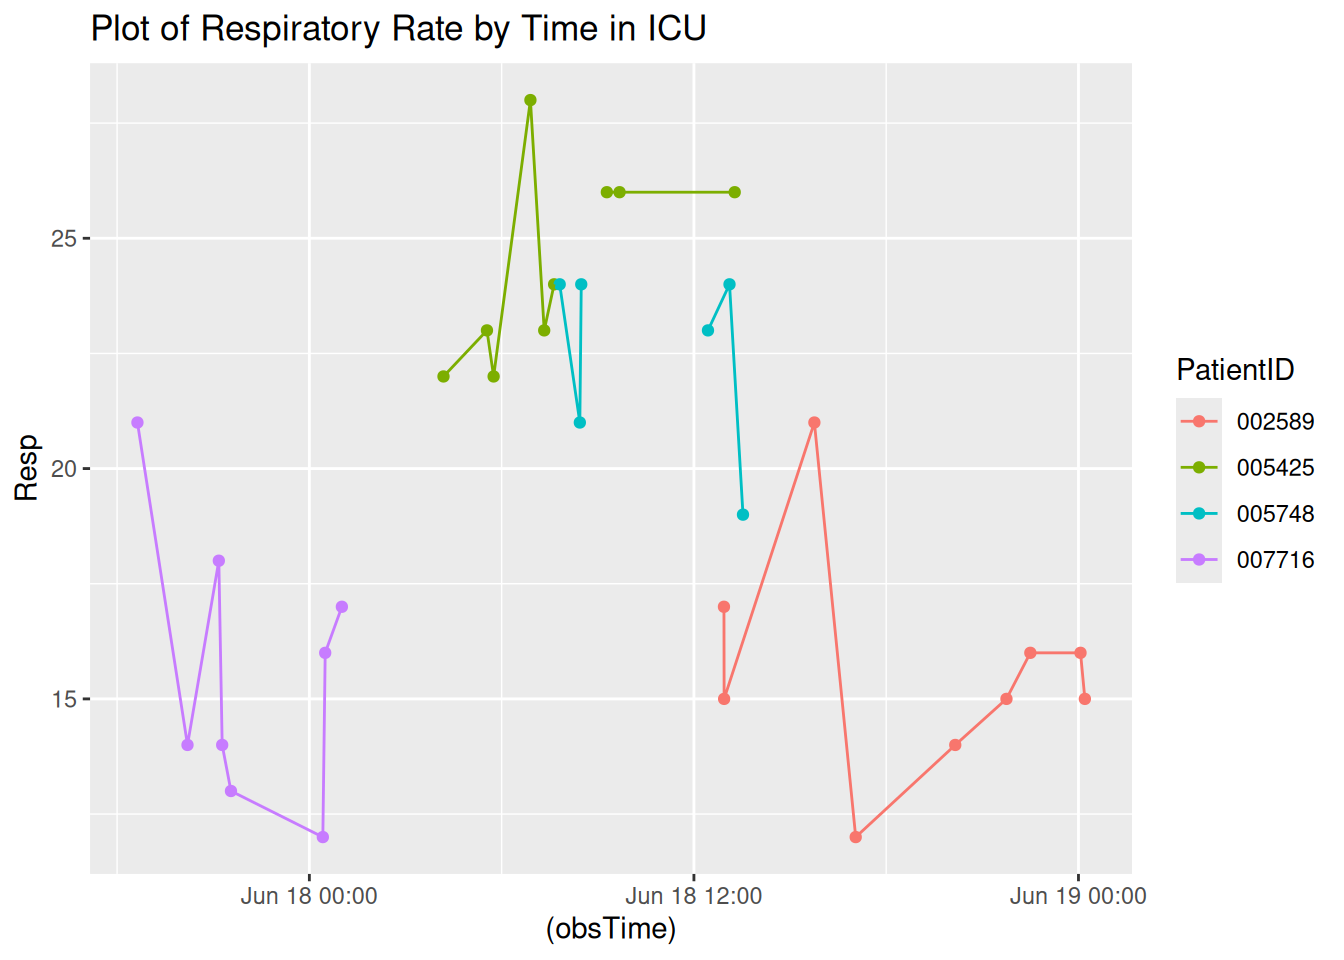 Plot of Respiratory Rate by Time in ICU
25
20
15
Resp
Jun 18 00:00
Jun 18 12:00
Jun 19 00:00
(obsTime)
PatientID
002589
005425
005748
007716